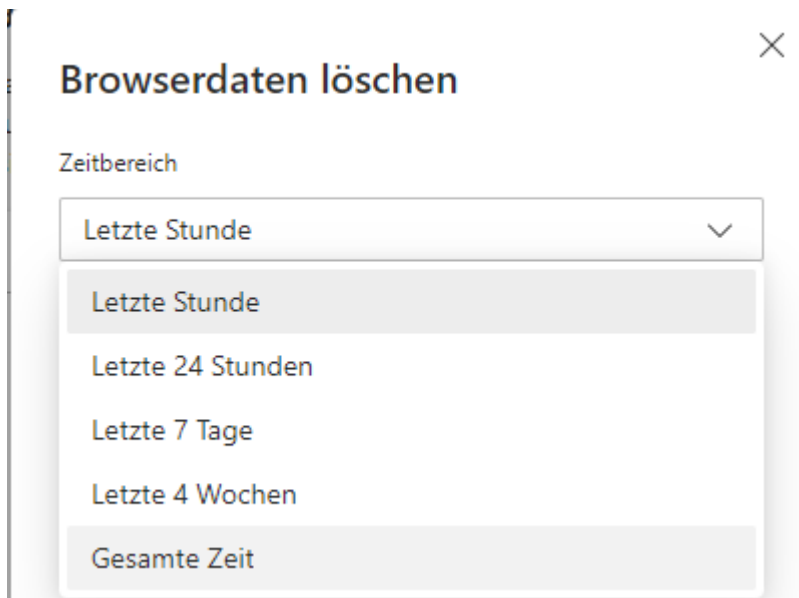 Browserdaten löschen
Zeitbereich
Letzte Stunde
Letzte Stunde
Letzte 24 Stunden
Letzte 7 Tage
Letzte 4 Wochen
Gesamte Zeit